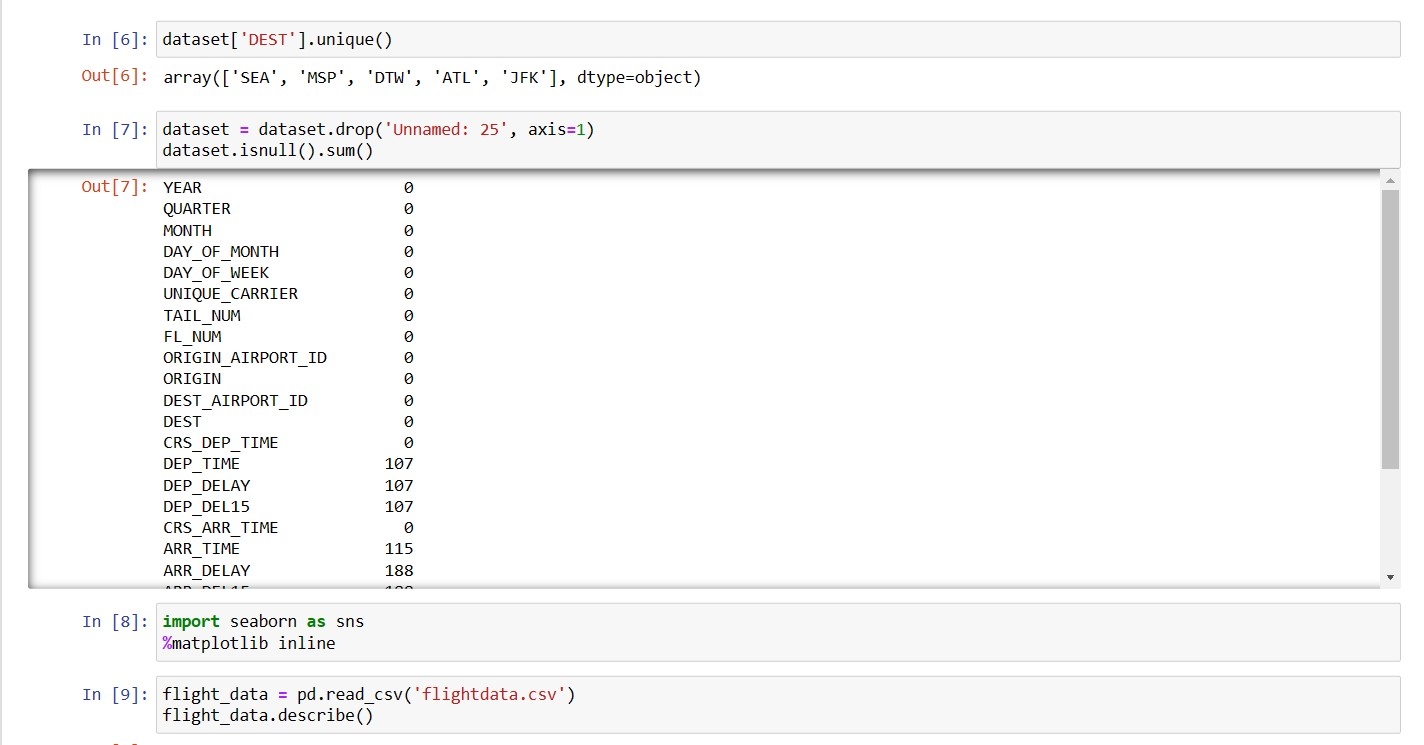 In [6]: dataset['DEST'].unique()
Out[6]: array(['SEA', 'MSP', 'DTW', 'ATL', 'JFK'], dtype=object)
In [7]: dataset = dataset.drop('Unnamed: 25', axis=1)
dataset.isnull().sum()
Out[7]: YEAR 0
QUARTER 0
MONTH 0
DAY_OF_MONTH 0
DAY_OF_WEEK 0
UNIQUE_CARRIER 0
TAIL_NUM 0
FL_NUM 0
ORIGIN_AIRPORT_ID 0
ORIGIN 0
DEST_AIRPORT_ID 0
DEST 0
CRS_DEP_TIME 0
DEP_TIME 107
DEP_DELAY 107
DEP_DEL15 107
CRS_ARR_TIME 0
ARR_TIME 115
ARR_DELAY 188
In [8]: import seaborn as sns
%matplotlib inline
In [9]: flight_data = pd.read_csv('flightdata.csv')
flight_data.describe()